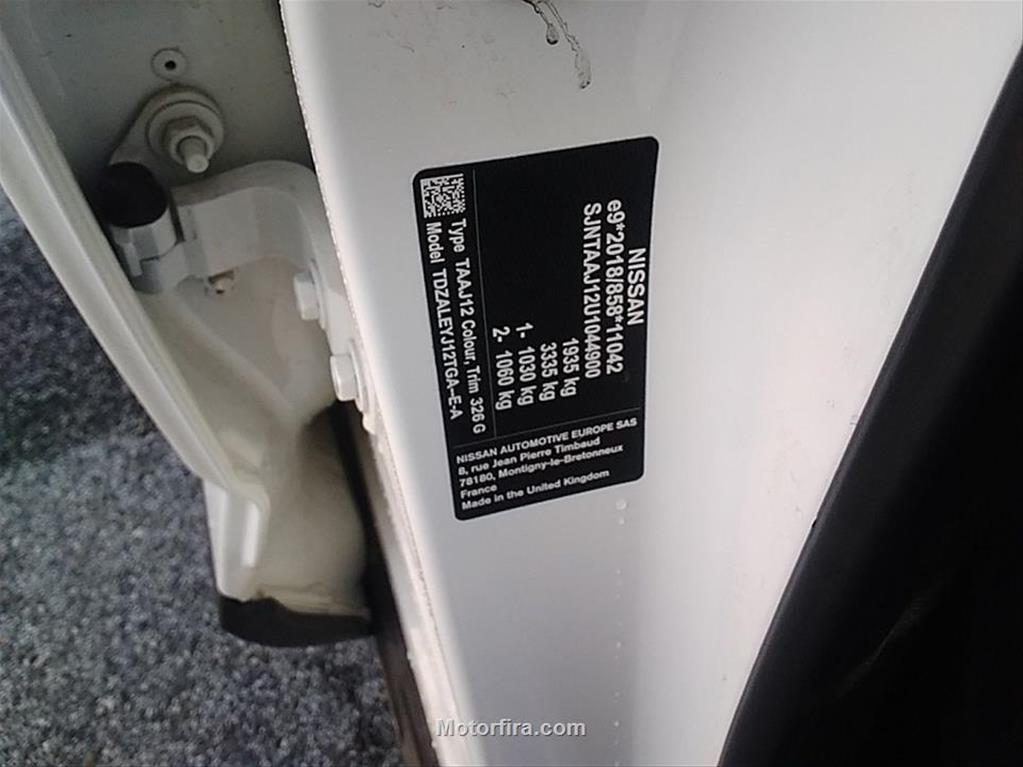 NISSAN
e9*2018/858*11042
SJNTAAJ12U1044900
1935 kg
3335 kg
1- 1030 kg
2- 1060 kg
Type TAAJ12 Colour, Trim 326 G
Model TDZALEYJ12TGA-E-A
NISSAN AUTOMOTIVE EUROPE SAS
8, rue Jean Pierre Timbaud
78180, Montigny-le-Bretonneux
France
Made in the United Kingdom
Motorfira.com